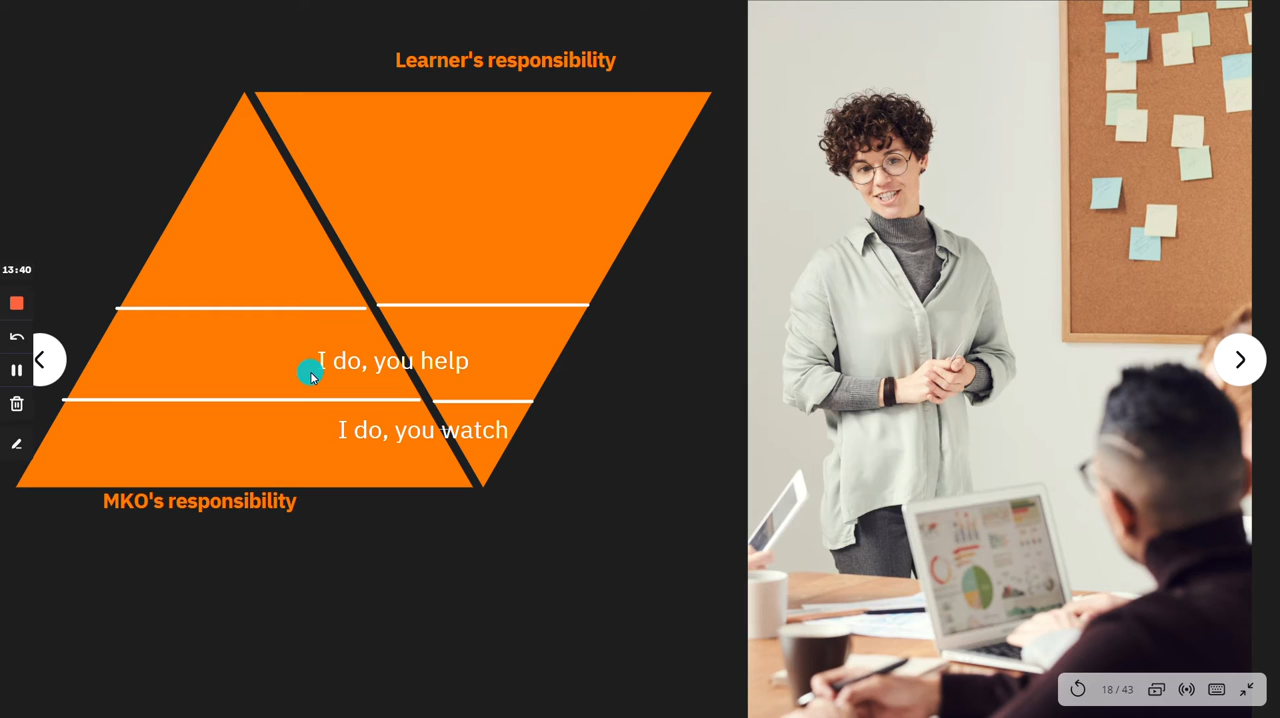 Learner's responsibility
13:40
I do, you help
I do, you watch
MKO's responsibility
18 / 43